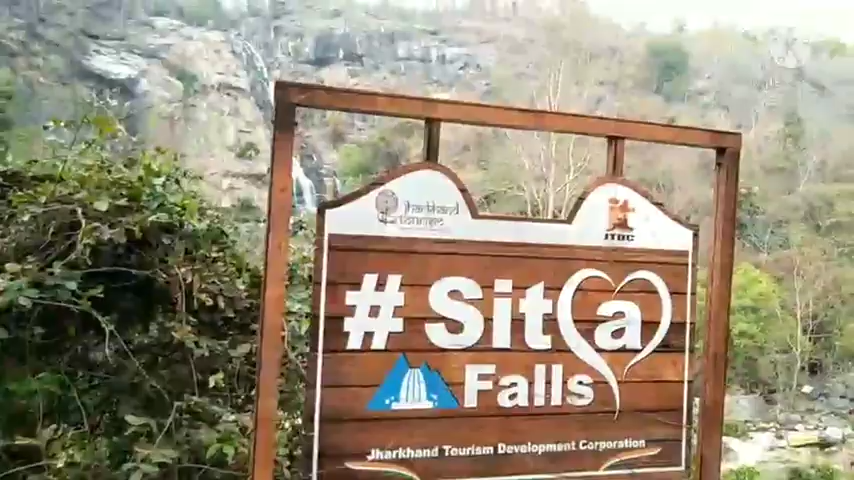 Jharkhand
TOURISM
JTDC
#Sita
Falls
Jharkhand Tourism Development Corporation